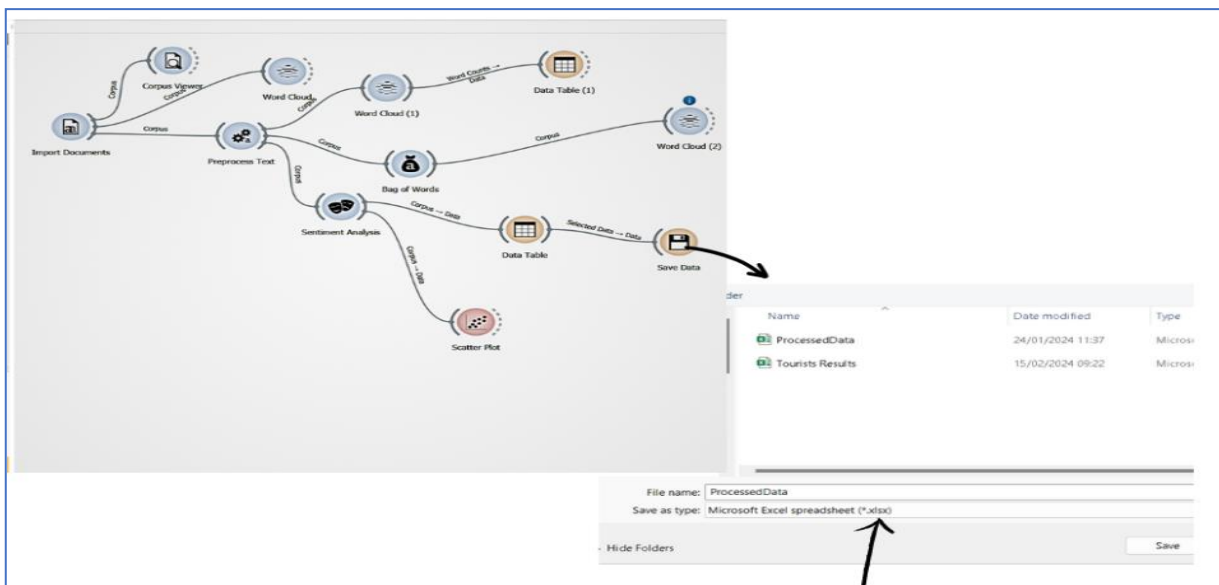 Corpus Viewer
Corpus
Corpus
Word Cloud
Corpus
Word Cloud (1)
Word Counts → Data
Data Table (1)
Import Documents
Corpus
Preprocess Text
Corpus
Bag of Words
Corpus
Word Cloud (2)
Corpus
Sentiment Analysis
Corpus → Data
Data Table
Selected Data → Data
Save Data
Corpus → Data
Scatter Plot
der
Name Date modified Type
ProcessedData 24/01/2024 11:37 Micros
Tourists Results 15/02/2024 09:22 Micros
File name: ProcessedData
Save as type: Microsoft Excel spreadsheet (*.xlsx)
Hide Folders Save